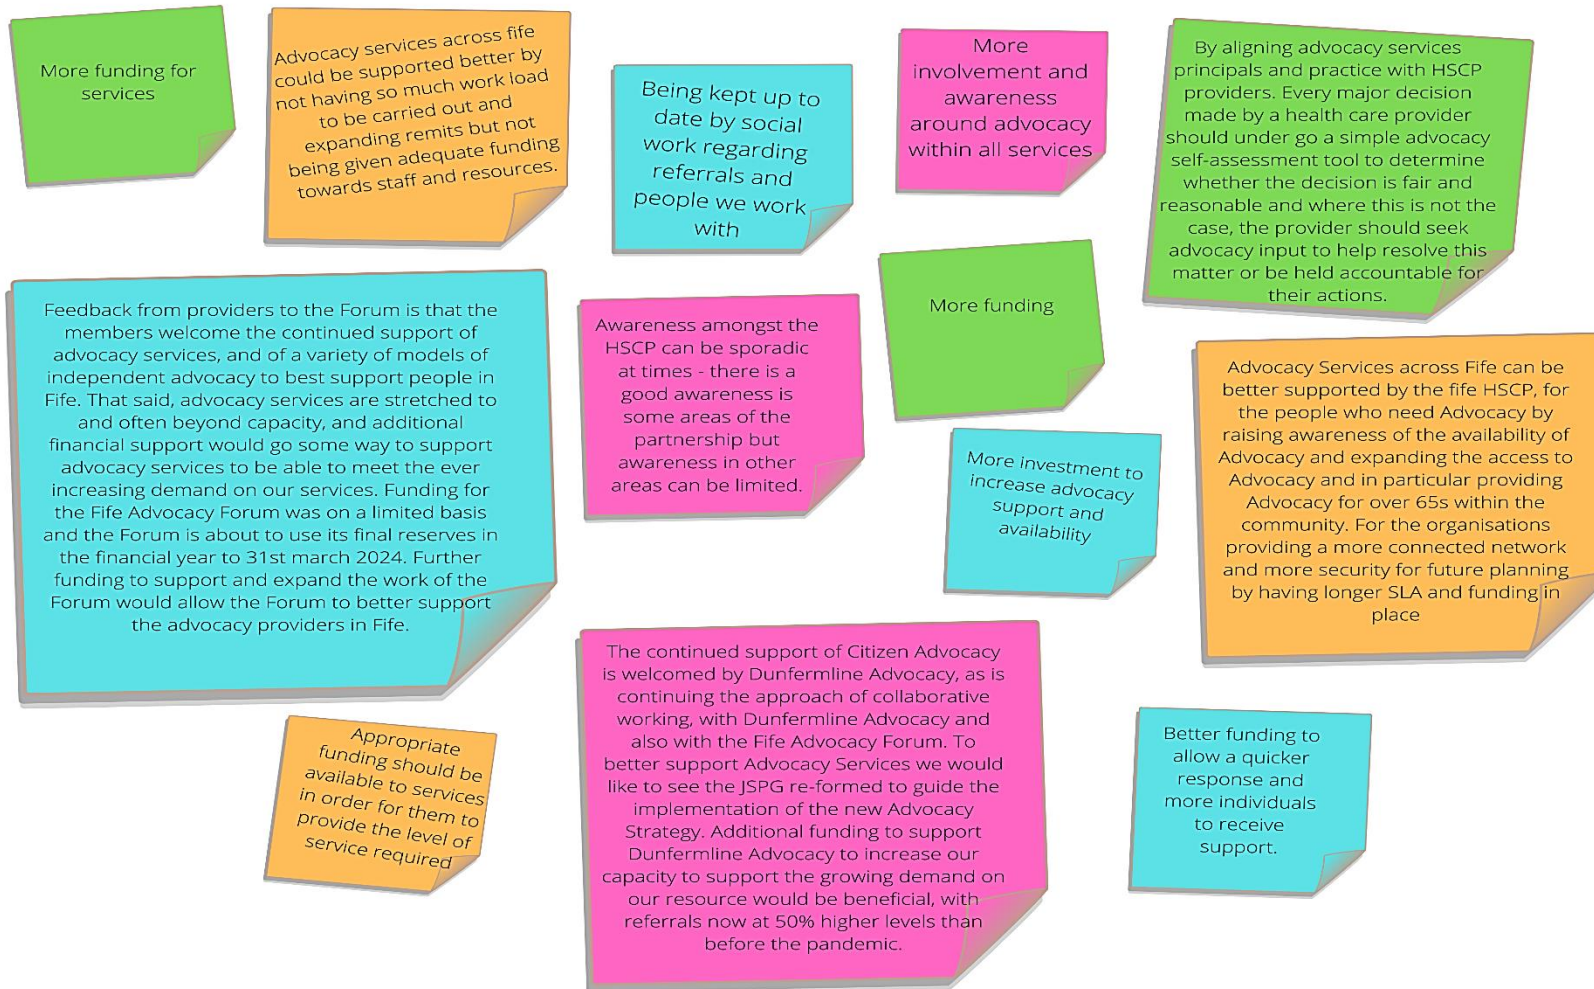 More funding for
services
Advocacy services across fife
could be supported better by
not having so much work load
to be carried out and
expanding remits but not
being given adequate funding
towards staff and resources.
Being kept up to
date by social
work regarding
referrals and
people we work
with
More
involvement and
awareness
around advocacy
within all services
By aligning advocacy services
principals and practice with HSCP
providers. Every major decision
made by a health care provider
should under go a simple advocacy
self-assessment tool to determine
whether the decision is fair and
reasonable and where this is not the
case, the provider should seek
advocacy input to help resolve this
matter or be held accountable for
their actions.
Feedback from providers to the Forum is that the
members welcome the continued support of
advocacy services, and of a variety of models of
independent advocacy to best support people in
Fife. That said, advocacy services are stretched to
and often beyond capacity, and additional
financial support would go some way to support
advocacy services to be able to meet the ever
increasing demand on our services. Funding for
the Fife Advocacy Forum was on a limited basis
and the Forum is about to use its final reserves in
the financial year to 31st march 2024. Further
funding to support and expand the work of the
Forum would allow the Forum to better support
the advocacy providers in Fife.
Awareness amongst the
HSCP can be sporadic
at times - there is a
good awareness is
some areas of the
partnership but
awareness in other
areas can be limited.
More funding
More investment to
increase advocacy
support and
availability
Advocacy Services across Fife can be
better supported by the fife HSCP, for
the people who need Advocacy by
raising awareness of the availability of
Advocacy and expanding the access to
Advocacy and in particular providing
Advocacy for over 65s within the
community. For the organisations
providing a more connected network
and more security for future planning
by having longer SLA and funding in
place
Appropriate
funding should be
available to services
in order for them to
provide the level of
service required
The continued support of Citizen Advocacy
is welcomed by Dunfermline Advocacy, as is
continuing the approach of collaborative
working, with Dunfermline Advocacy and
also with the Fife Advocacy Forum. To
better support Advocacy Services we would
like to see the JSPG re-formed to guide the
implementation of the new Advocacy
Strategy. Additional funding to support
Dunfermline Advocacy to increase our
capacity to support the growing demand on
our resource would be beneficial, with
referrals now at 50% higher levels than
before the pandemic.
Better funding to
allow a quicker
response and
more individuals
to receive
support.